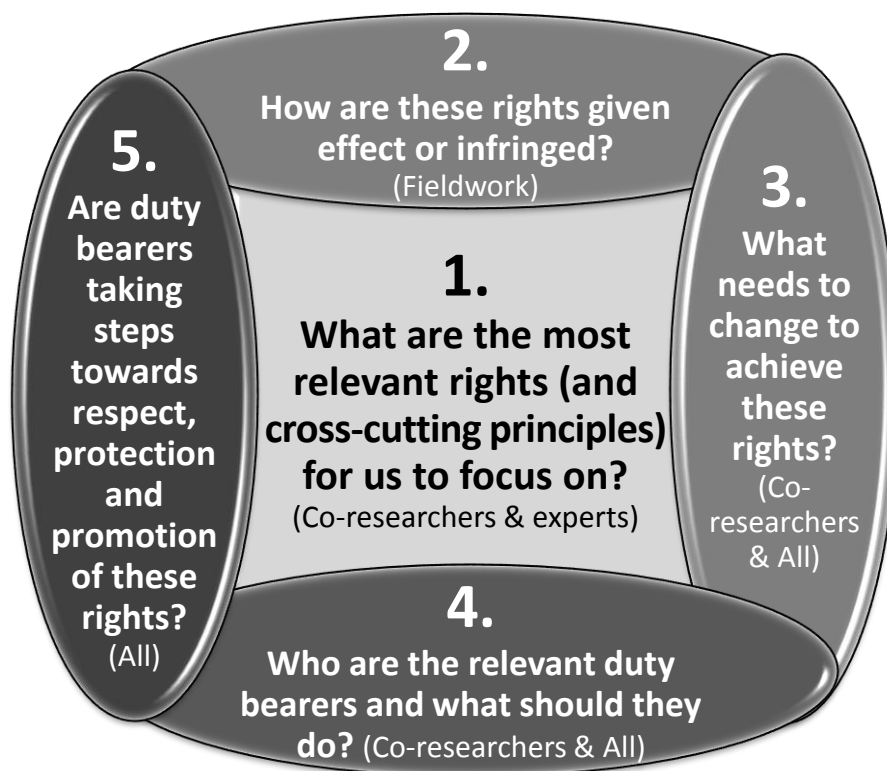 1.
What are the most
relevant rights (and
cross-cutting principles)
for us to focus on?
(Co-researchers & experts)
2.
How are these rights given
effect or infringed?
(Fieldwork)
3.
What
needs to
change to
achieve
these
rights?
(Co-
researchers
& All)
4.
Who are the relevant duty
bearers and what should they
do? (Co-researchers & All)
5.
Are duty
bearers
taking
steps
towards
respect,
protection
and
promotion
of these
rights?
(All)